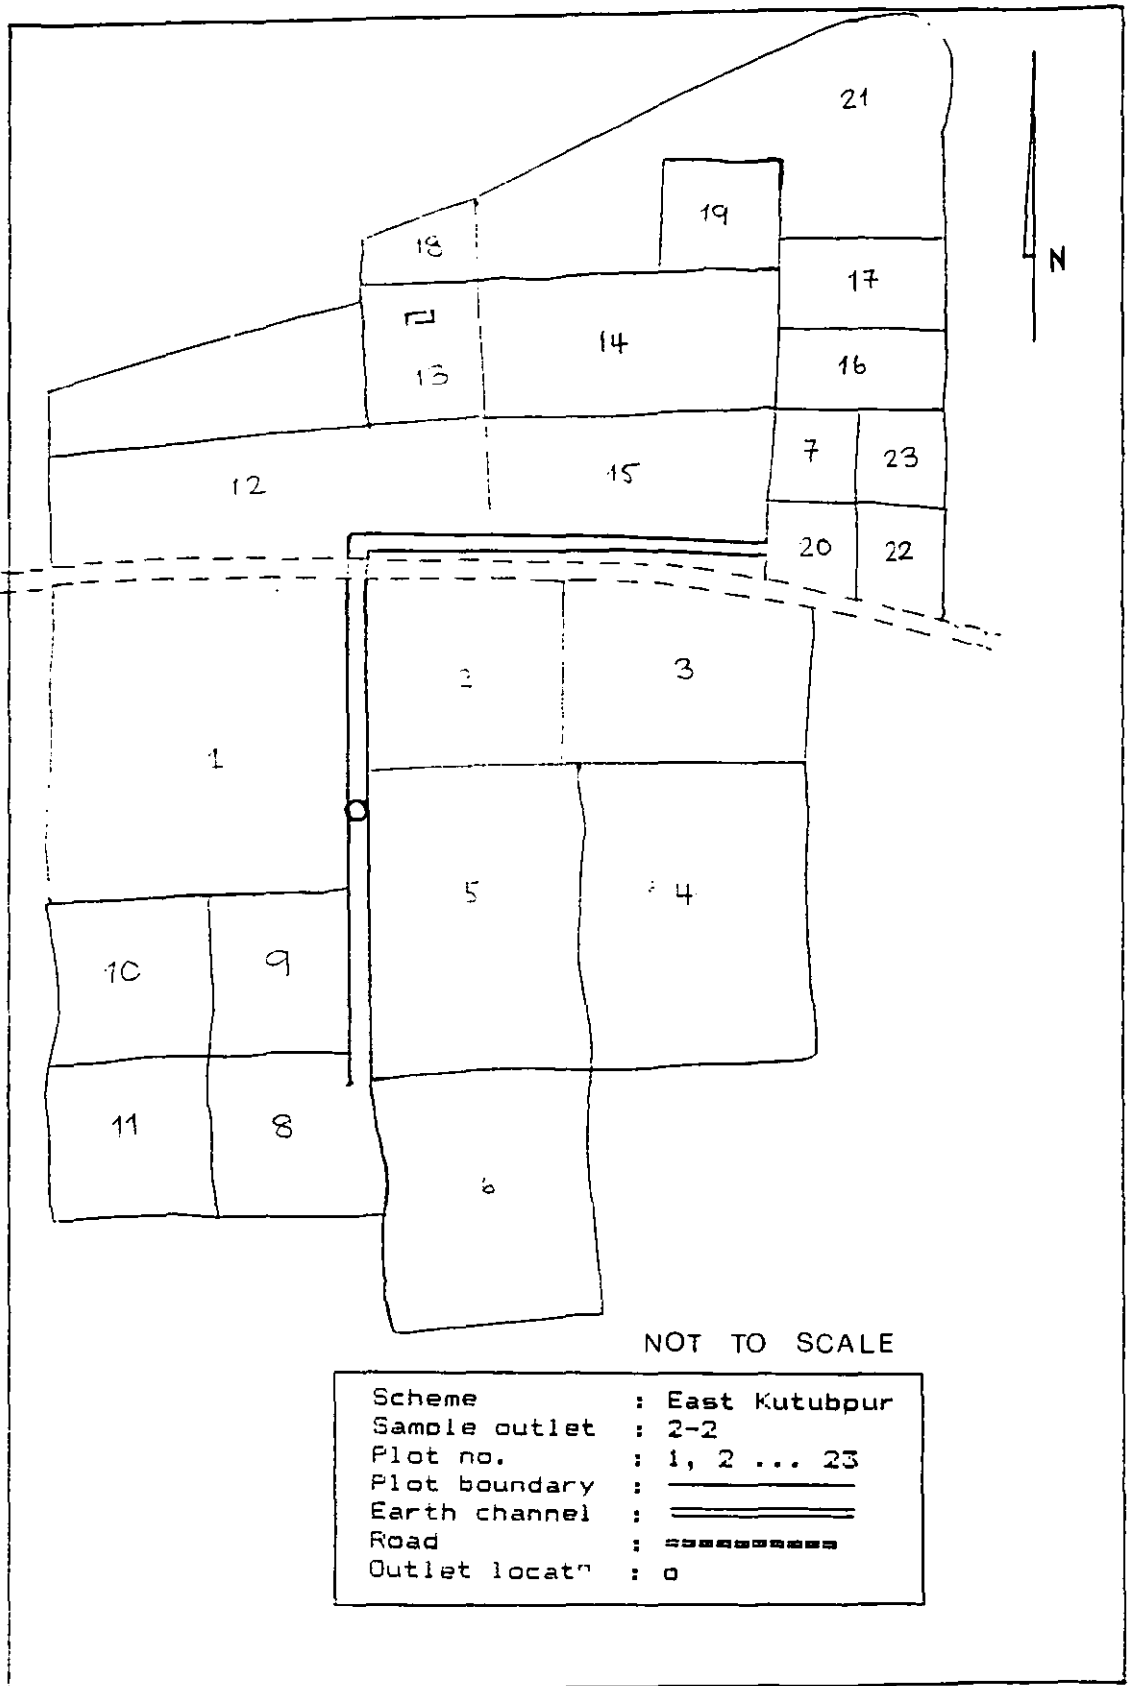 21
19
18
N
17
14
16
13
7
23
12
15
20
22
2
3
1
5
4
10
9
11
8
6
NOT TO SCALE
Scheme : East Kutubpur
Sample outlet : 2-2
Plot no. : 1, 2 ... 23
Plot boundary :
Earth channel :
Road :
Outlet locatⁿ : o